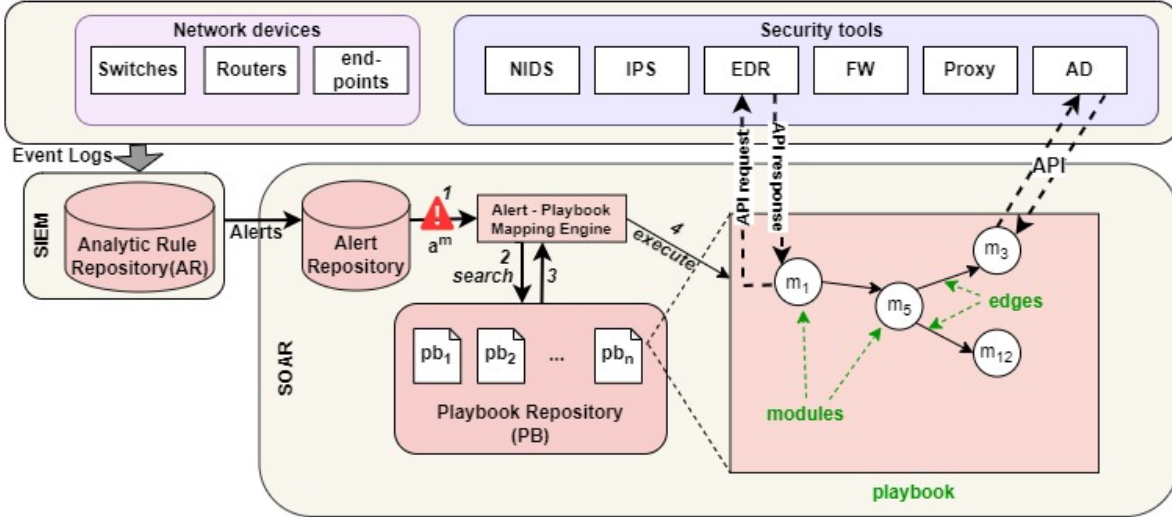 Network devices
Switches
Routers
end-
points
Security tools
NIDS
IPS
EDR
FW
Proxy
AD
Event Logs
API request
API response
API
SIEM
Analytic Rule
Repository(AR)
Alerts
SOAR
Alert
Repository
1
aᵐ
Alert - Playbook
Mapping Engine
2
search
3
4
execute
pb₁
pb₂
...
pbₙ
Playbook Repository
(PB)
m₁
m₅
m₃
m₁₂
edges
modules
playbook